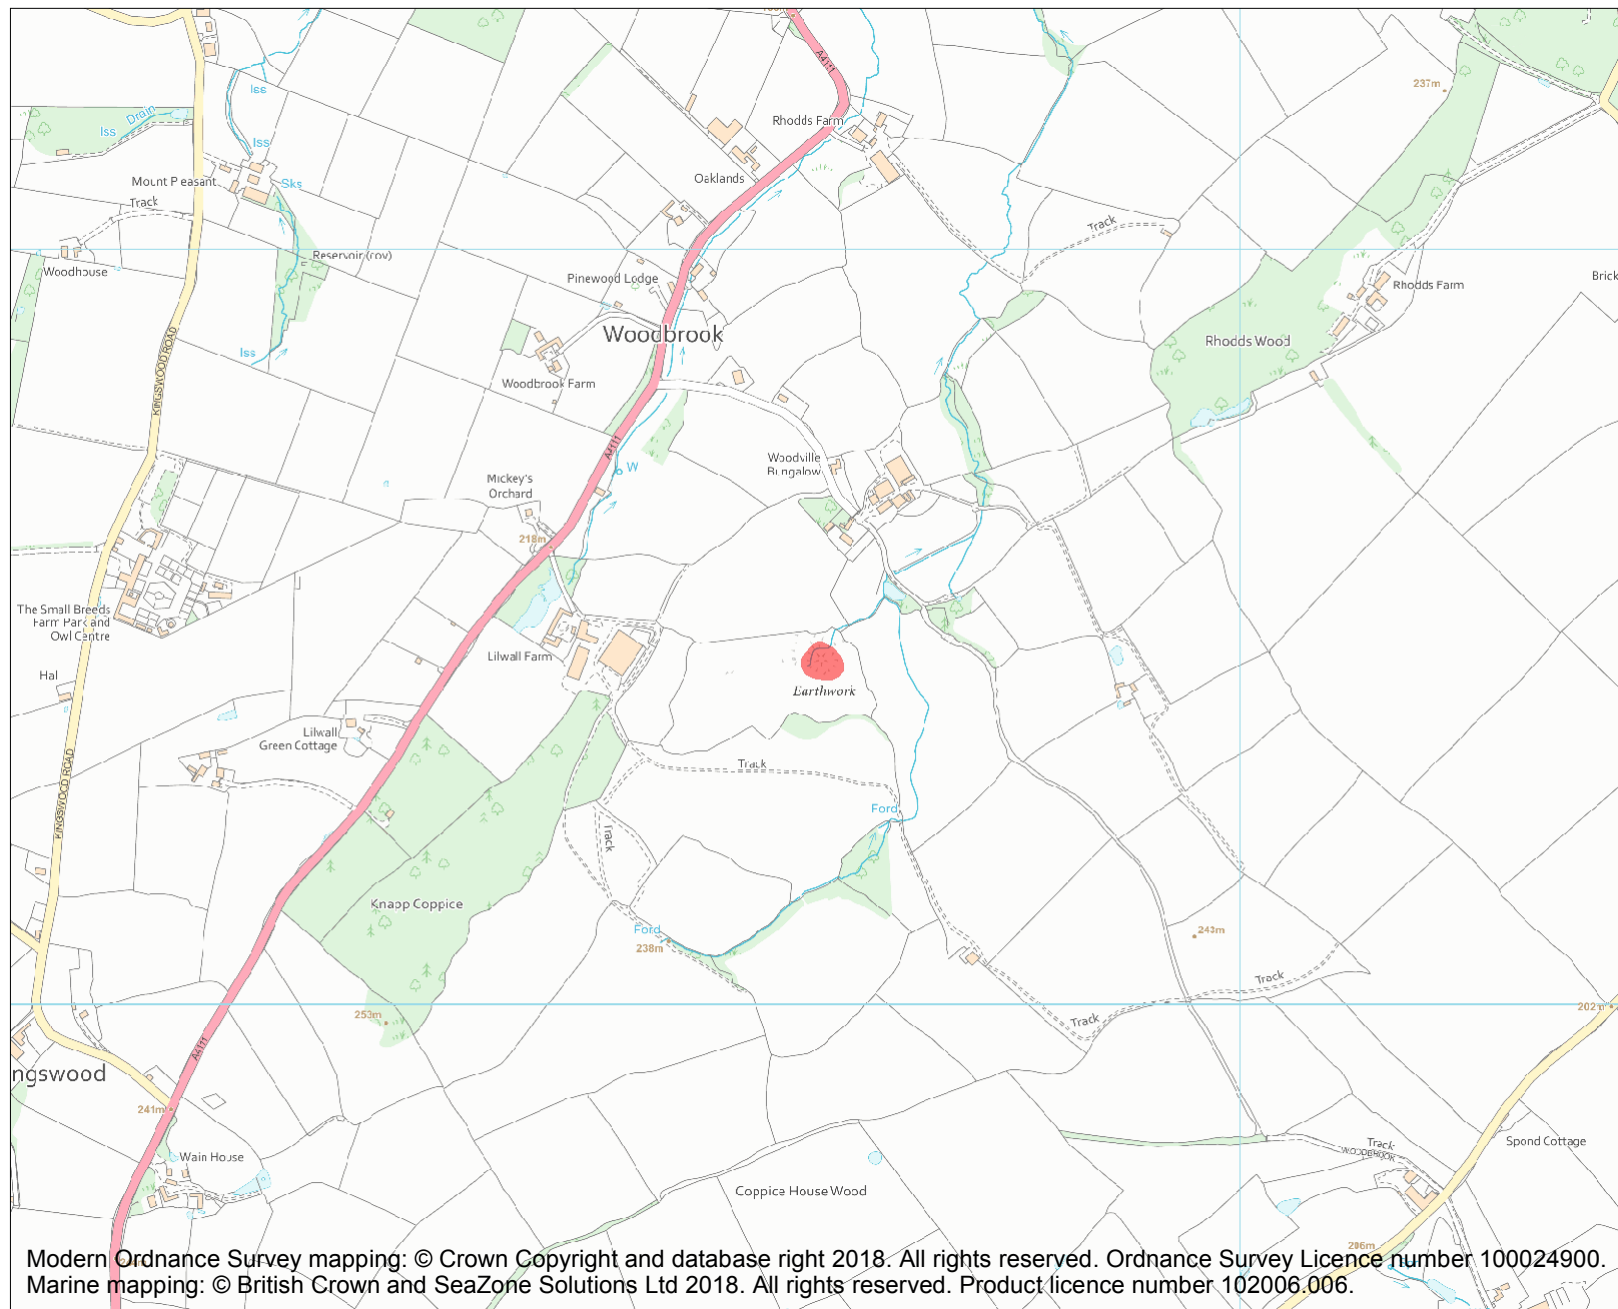 A4111
237m
Iss
Drain
Iss
Rhodds Farm
Iss
Mount Pleasant
Sks
Oaklands
Track
Track
Reservoir (cov)
Woodhouse
Pinewood Lodge
Rhodds Farm
Brick
Woodbrook
Rhodds Wood
Iss
KINGSWOOD ROAD
Woodbrook Farm
A4111
W
Woodville
Bungalow
Mickey's
Orchard
218m
The Small Breeds
Farm Park and
Owl Centre
Lilwall Farm
Hal
Earthwork
Lilwall
Green Cottage
Track
KINGSWOOD ROAD
Ford
Track
Knapp Coppice
Ford
238m
243m
Track
253m
Track
202m
A4111
ngswood
241m
Wain House
Track
WOODBROOK
Spond Cottage
Coppice House Wood
206m
Iss
Modern Ordnance Survey mapping: © Crown Copyright and database right 2018. All rights reserved. Ordnance Survey Licence number 100024900.
Marine mapping: © British Crown and SeaZone Solutions Ltd 2018. All rights reserved. Product licence number 102006.006.